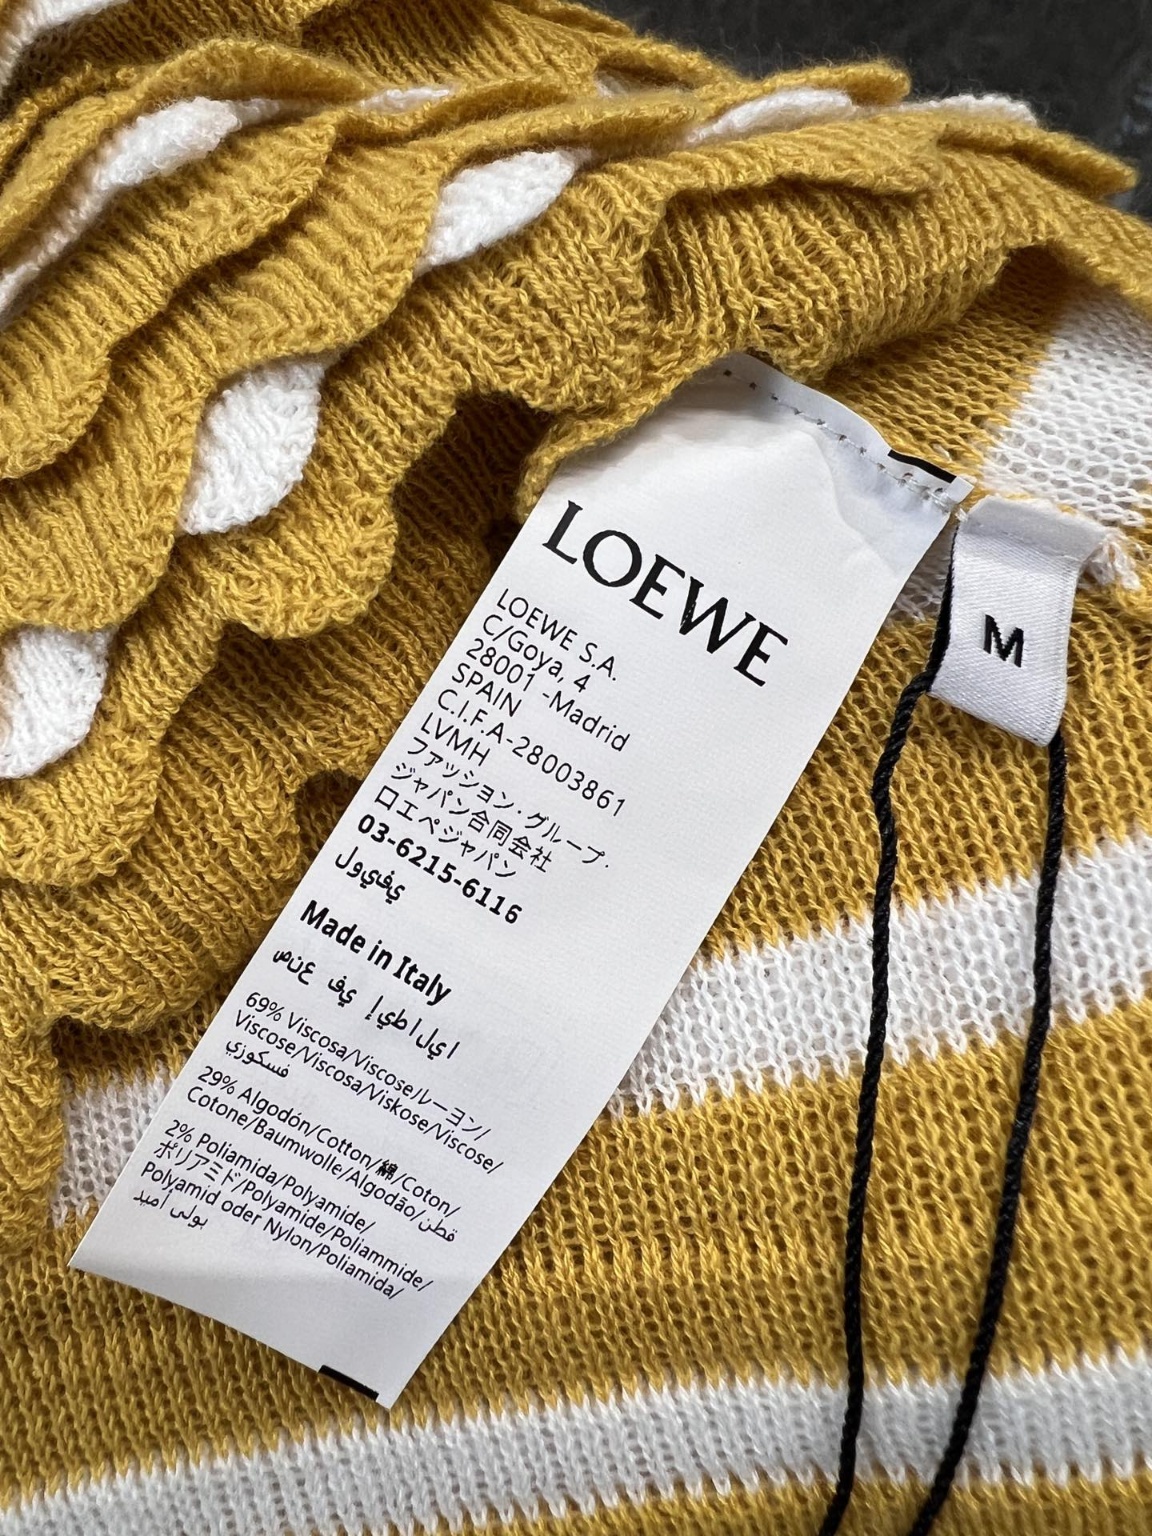 LOEWE
LOEWE S.A.
C/Goya, 4
28001 -Madrid
SPAIN
C.I.F.A-28003861
LVMH
ファッション・グループ・
ジャパン合同会社
ロエベジャパン
03-6215-6116
لويفي
Made in Italy
صنع في إيطاليا
69% Viscosa/Viscose/レーヨン/
Viscose/Viscosa/Viskose/Viscose/
فسكوزي
29% Algodón/Cotton/綿/Coton/
Cotone/Baumwolle/Algodão/قطن
2% Poliamida/Polyamide/
ポリアミド/Polyamide/Poliammide/
Polyamid oder Nylon/Poliamida/
بولي أميد
M